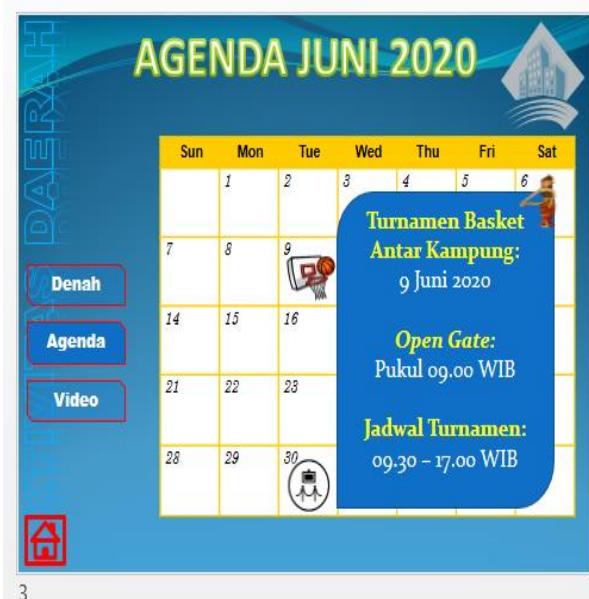 AGENDA JUNI 2020
DAERAH
Sun Mon Tue Wed Thu Fri Sat
1 2 3 4 5 6
7 8 9
14 15 16
21 22 23
28 29 30
Turnamen Basket
Antar Kampung:
9 Juni 2020
Open Gate:
Pukul 09.00 WIB
Jadwal Turnamen:
09.30 – 17.00 WIB
Denah
Agenda
Video
3